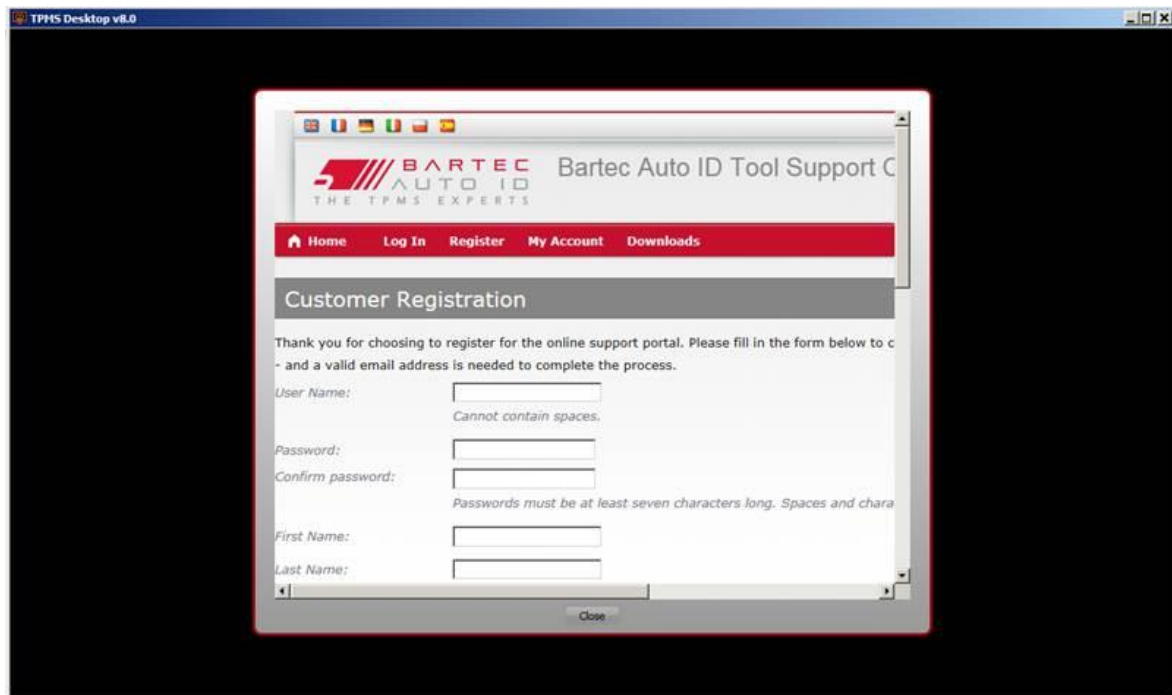 TPMS Desktop v8.0
BARTEC
AUTO ID
THE TPMS EXPERTS
Bartec Auto ID Tool Support
Home Log In Register My Account Downloads
Customer Registration
Thank you for choosing to register for the online support portal. Please fill in the form below to
- and a valid email address is needed to complete the process.
User Name:
Cannot contain spaces.
Password:
Confirm password:
Passwords must be at least seven characters long. Spaces and
First Name:
Last Name:
Close